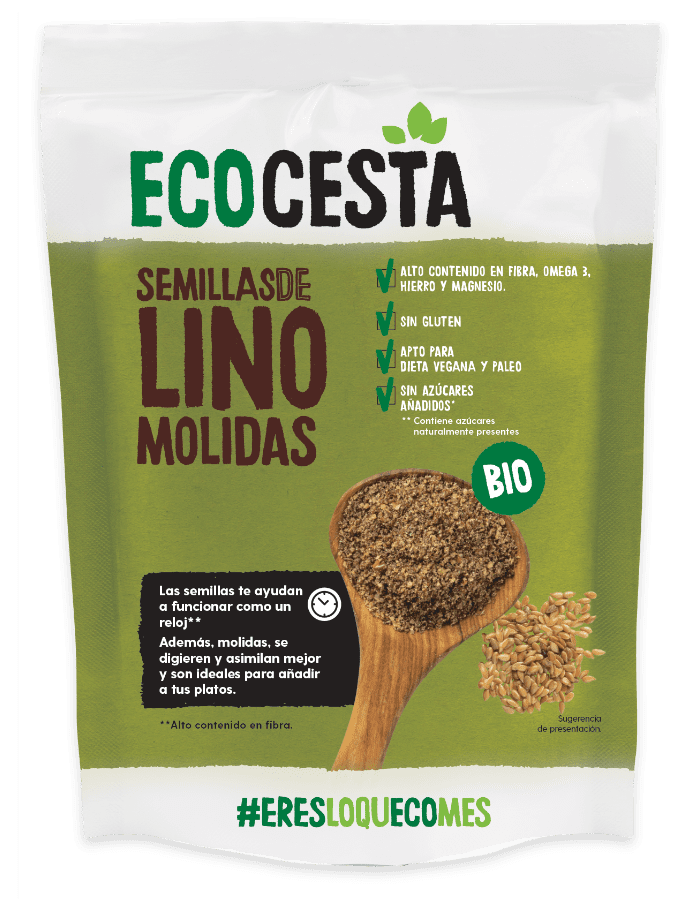 ECOCESTA
SEMILLAS DE
LINO
MOLIDAS
ALTO CONTENIDO EN FIBRA, OMEGA 3,
HIERRO Y MAGNESIO.
SIN GLUTEN
APTO PARA
DIETA VEGANA Y PALEO
SIN AZÚCARES
AÑADIDOS*
** Contiene azúcares
naturalmente presentes
BIO
Las semillas te ayudan
a funcionar como un
reloj**
Además, molidas, se
digieren y asimilan mejor
y son ideales para añadir
a tus platos.
**Alto contenido en fibra.
Sugerencia
de presentación.
#ERESLOQUECOMES